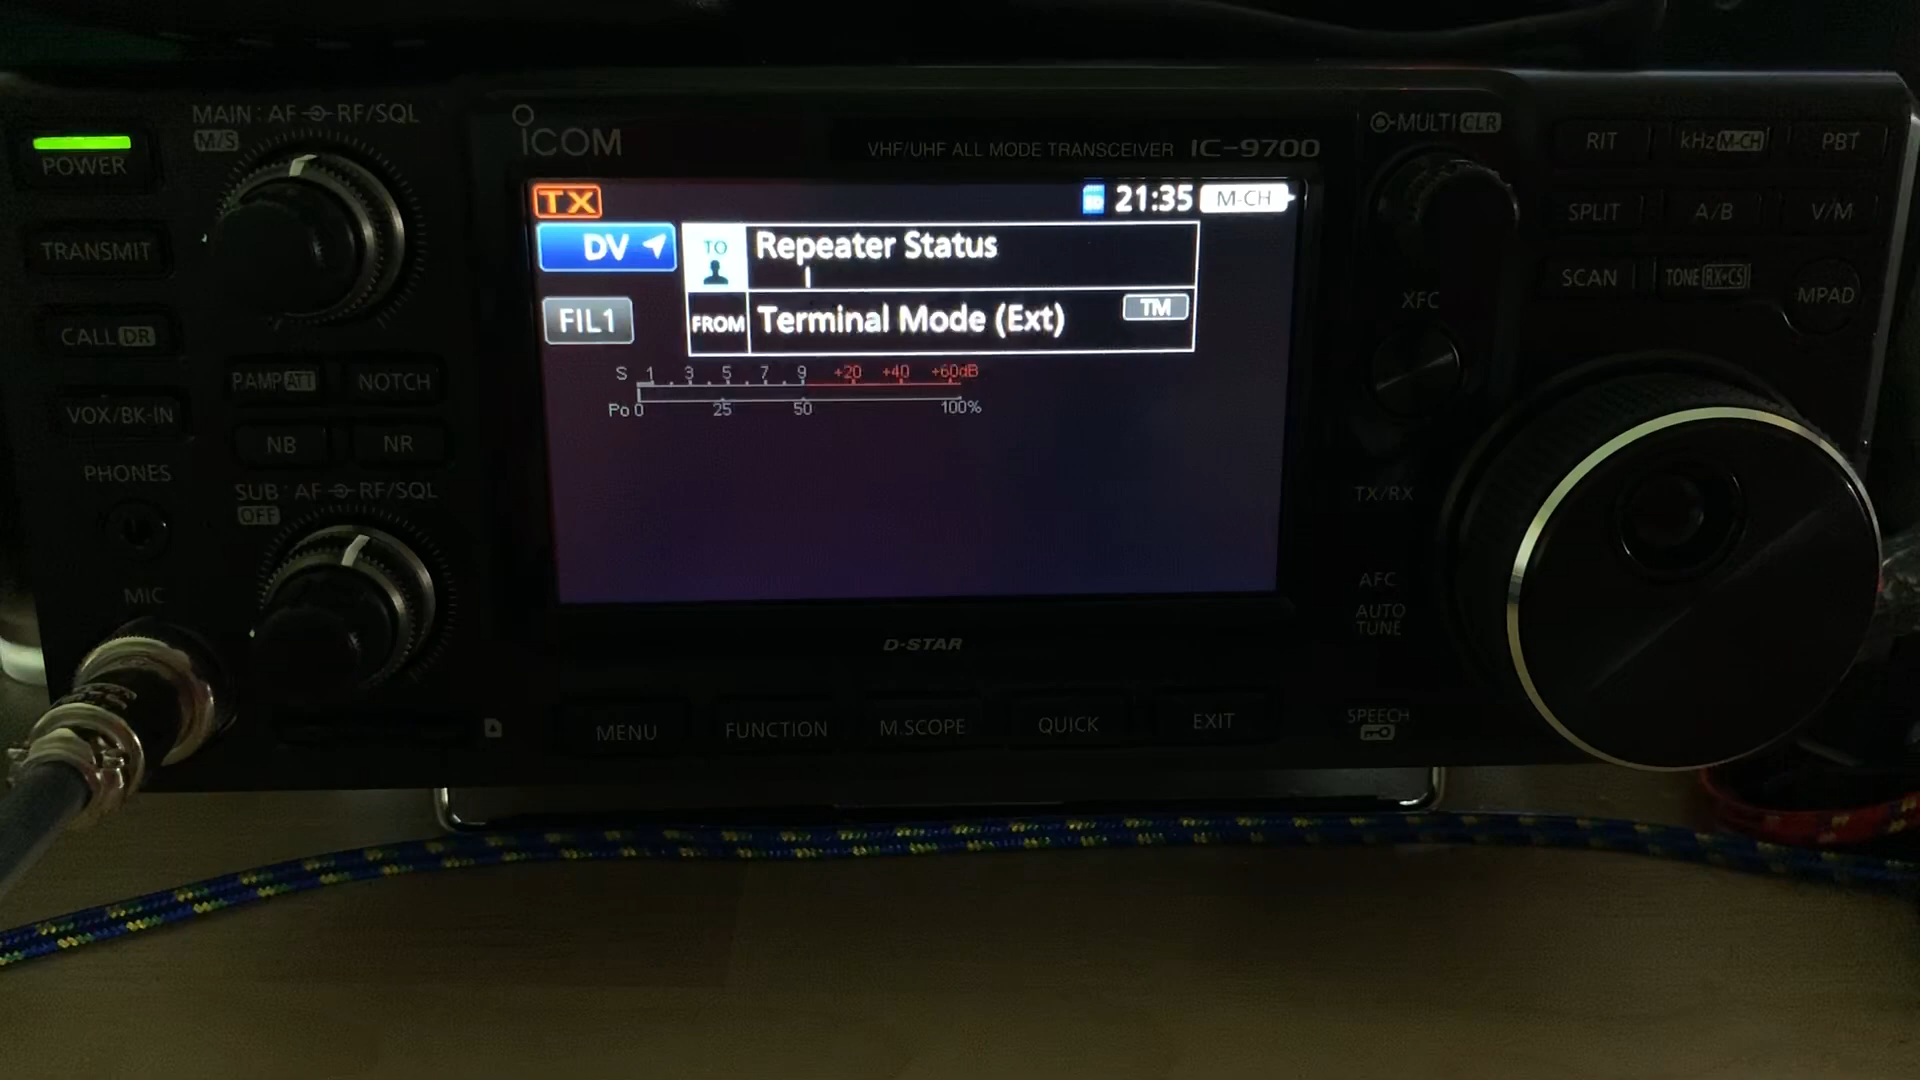 MAIN: AF RF/SQL
M/S
POWER
TRANSMIT
CALL DR
VOX/BK-IN
PHONES
MIC
P.AMP ATT
NOTCH
NB
NR
SUB: AF RF/SQL
OFF
ICOM
VHF/UHF ALL MODE TRANSCEIVER IC-9700
TX
21:35
M-CH
DV
TO
Repeater Status
I
FIL1
FROM
Terminal Mode (Ext)
TM
S 1 3 5 7 9 +20 +40 +60dB
Po 0 25 50 100%
D-STAR
MENU
FUNCTION
M.SCOPE
QUICK
EXIT
MULTI CLR
RIT
kHz M-CH
PBT
SPLIT
A/B
V/M
SCAN
TONE RX→CS
MPAD
XFC
TX/RX
AFC
AUTO
TUNE
SPEECH